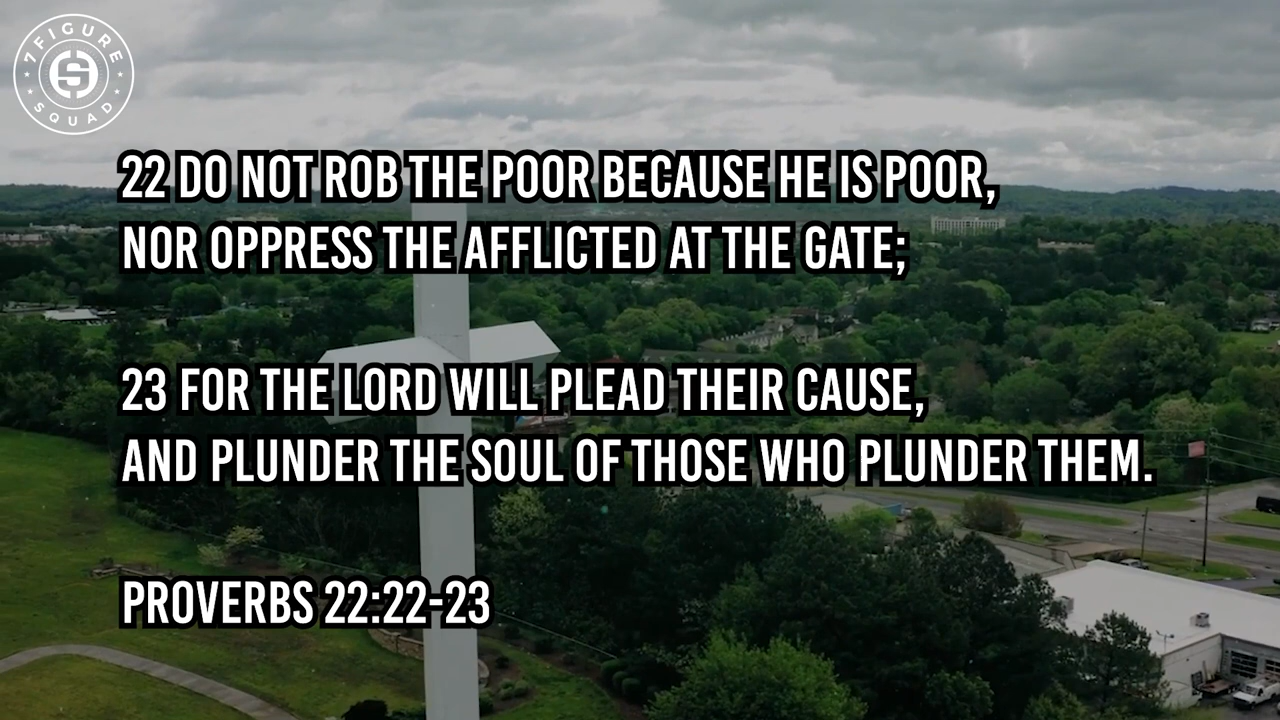 7FIGURE
SQUAD
22 DO NOT ROB THE POOR BECAUSE HE IS POOR,
NOR OPPRESS THE AFFLICTED AT THE GATE;
23 FOR THE LORD WILL PLEAD THEIR CAUSE,
AND PLUNDER THE SOUL OF THOSE WHO PLUNDER THEM.
PROVERBS 22:22-23